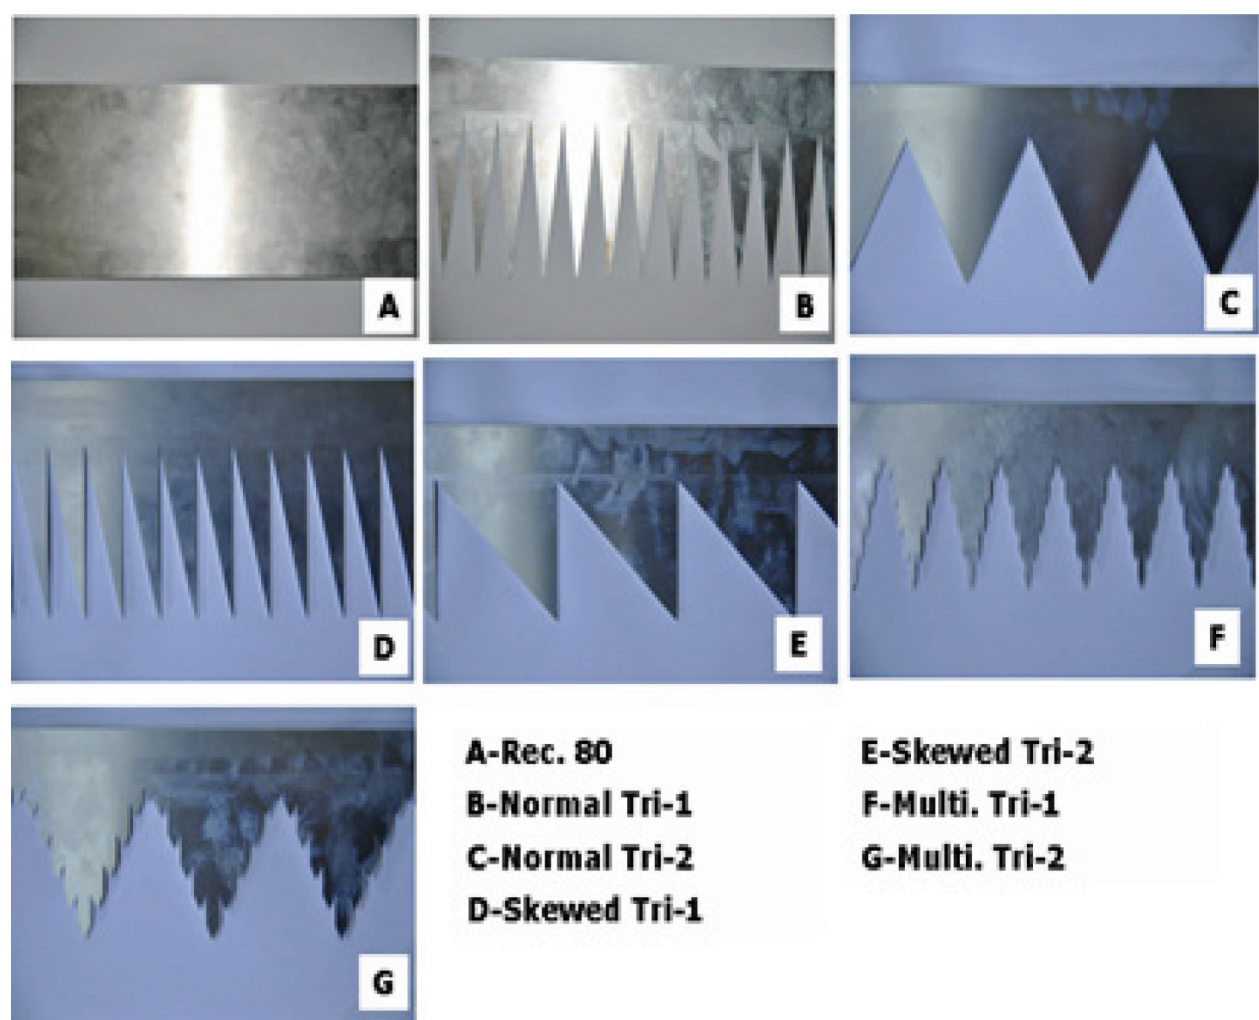 A
B
C
D
E
F
G
A-Rec. 80
B-Normal Tri-1
C-Normal Tri-2
D-Skewed Tri-1
E-Skewed Tri-2
F-Multi. Tri-1
G-Multi. Tri-2